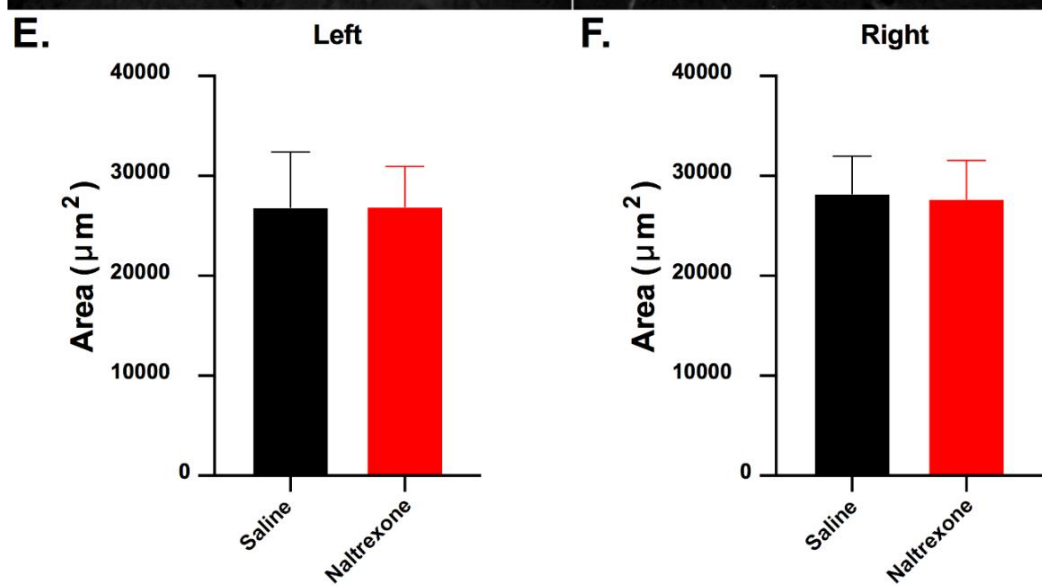 E.
Left
40000
30000
20000
10000
0
Area (μm²)
Saline
Naltrexone
F.
Right
40000
30000
20000
10000
0
Area (μm²)
Saline
Naltrexone